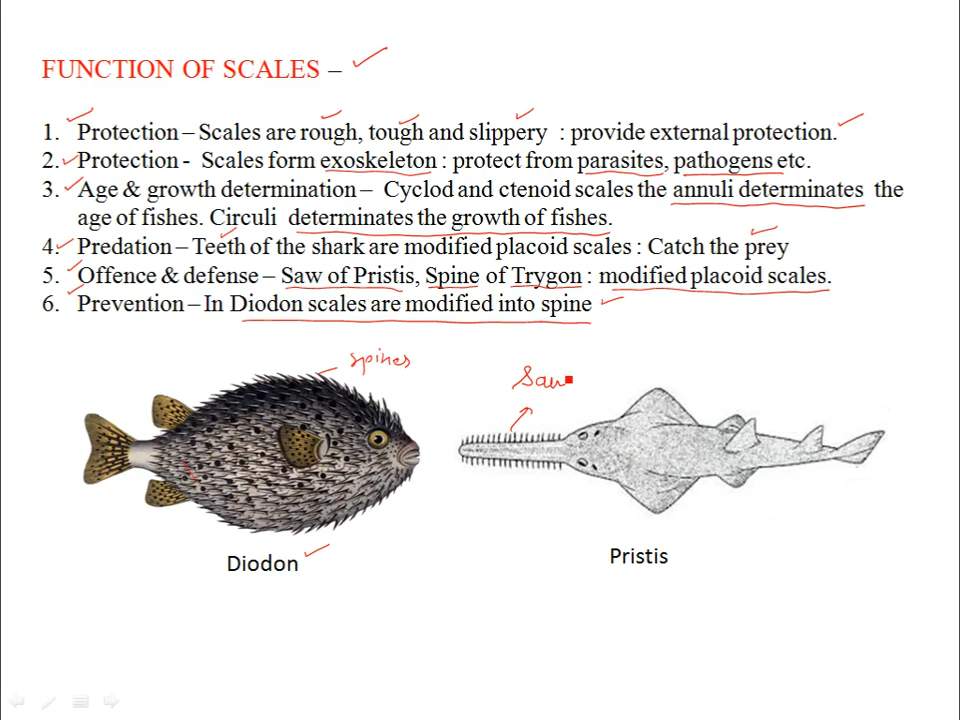 FUNCTION OF SCALES –
1. Protection – Scales are rough, tough and slippery : provide external protection.
2. Protection - Scales form exoskeleton : protect from parasites, pathogens etc.
3. Age & growth determination – Cyclod and ctenoid scales the annuli determinates the
age of fishes. Circuli determinates the growth of fishes.
4. Predation – Teeth of the shark are modified placoid scales : Catch the prey
5. Offence & defense – Saw of Pristis, Spine of Trygon : modified placoid scales.
6. Prevention – In Diodon scales are modified into spine
Spines
Saw
Diodon
Pristis